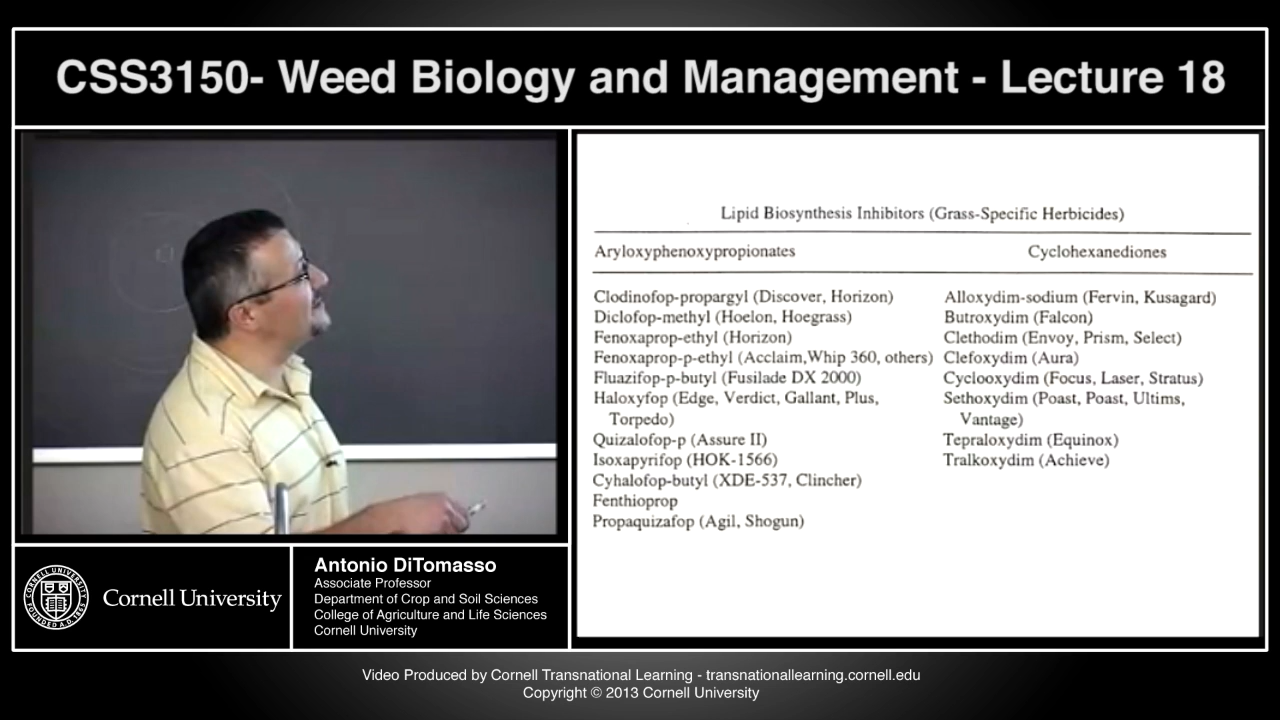 CSS3150- Weed Biology and Management - Lecture 18
Lipid Biosynthesis Inhibitors (Grass-Specific Herbicides)
Aryloxyphenoxypropionates
Cyclohexanediones
Clodinofop-propargyl (Discover, Horizon)
Diclofop-methyl (Hoelon, Hoegrass)
Fenoxaprop-ethyl (Horizon)
Fenoxaprop-p-ethyl (Acclaim,Whip 360, others)
Fluazifop-p-butyl (Fusilade DX 2000)
Haloxyfop (Edge, Verdict, Gallant, Plus,
Torpedo)
Quizalofop-p (Assure II)
Isoxapyrifop (HOK-1566)
Cyhalofop-butyl (XDE-537, Clincher)
Fenthioprop
Propaquizafop (Agil, Shogun)
Alloxydim-sodium (Fervin, Kusagard)
Butroxydim (Falcon)
Clethodim (Envoy, Prism, Select)
Clefoxydim (Aura)
Cyclooxydim (Focus, Laser, Stratus)
Sethoxydim (Poast, Poast, Ultims,
Vantage)
Tepraloxydim (Equinox)
Tralkoxydim (Achieve)
Cornell University
Antonio DiTomasso
Associate Professor
Department of Crop and Soil Sciences
College of Agriculture and Life Sciences
Cornell University
Video Produced by Cornell Transnational Learning - transnationallearning.cornell.edu
Copyright © 2013 Cornell University